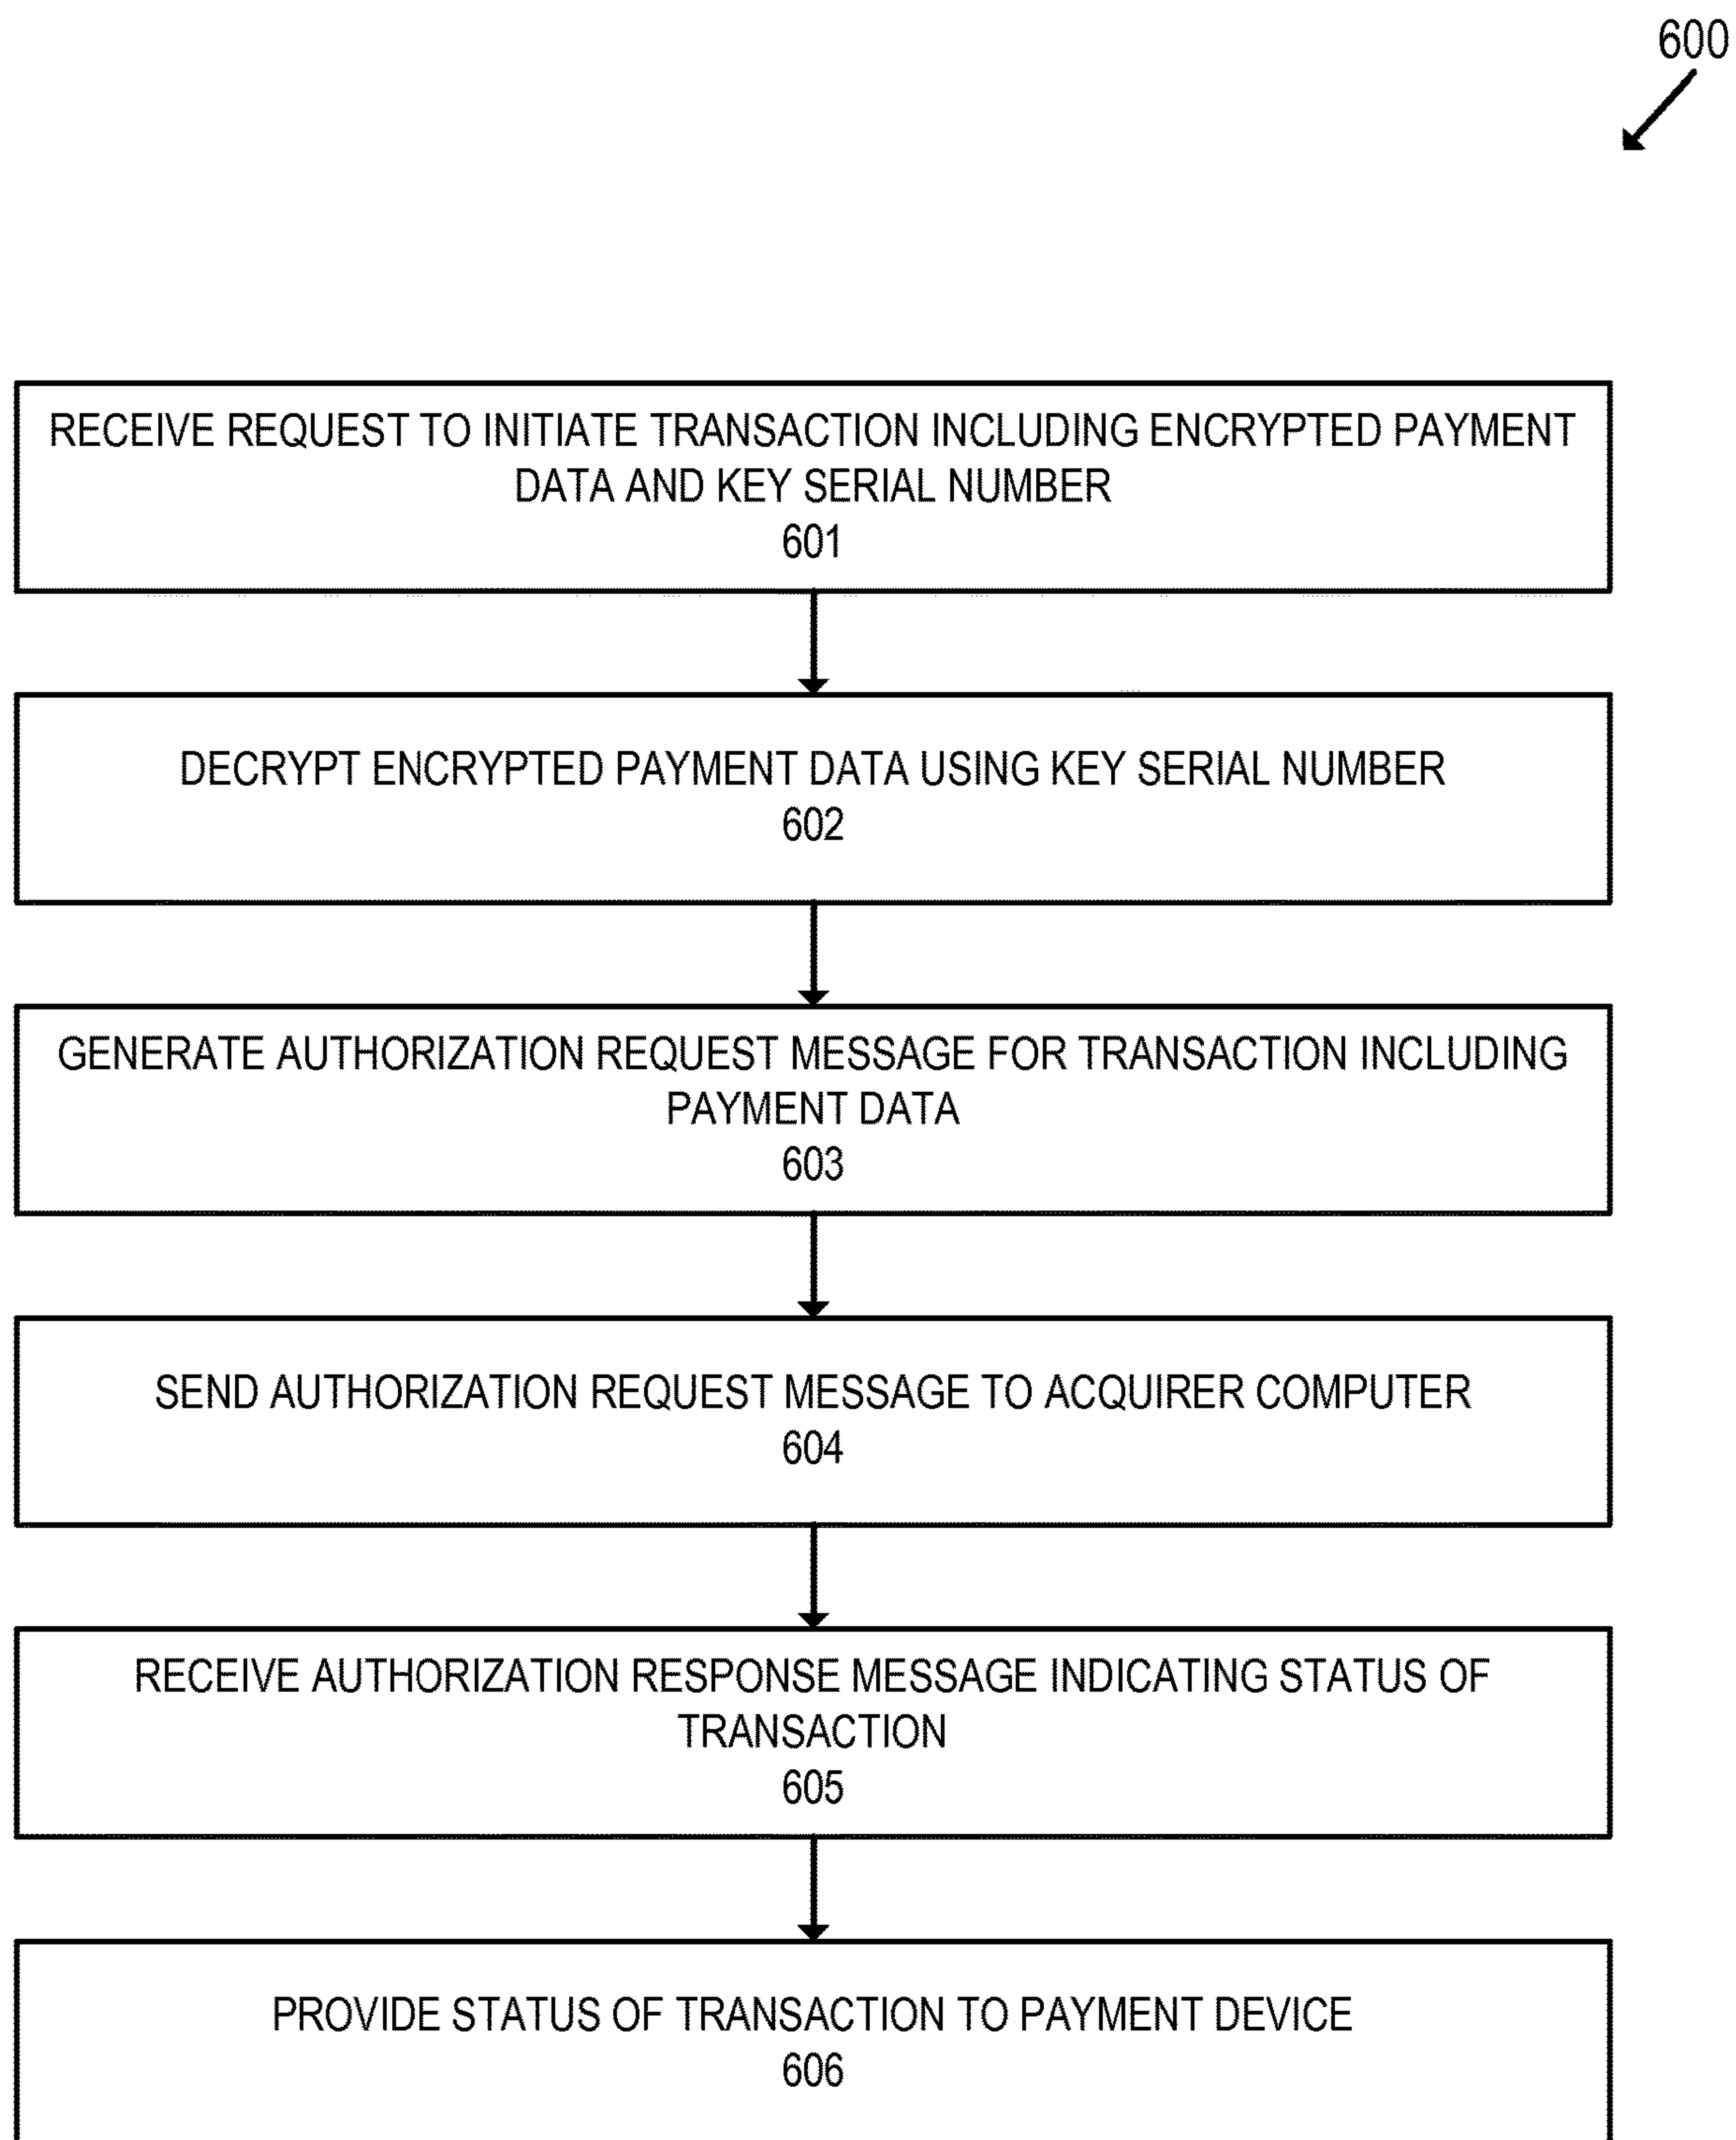 600
RECEIVE REQUEST TO INITIATE TRANSACTION INCLUDING ENCRYPTED PAYMENT
DATA AND KEY SERIAL NUMBER
601
DECRYPT ENCRYPTED PAYMENT DATA USING KEY SERIAL NUMBER
602
GENERATE AUTHORIZATION REQUEST MESSAGE FOR TRANSACTION INCLUDING
PAYMENT DATA
603
SEND AUTHORIZATION REQUEST MESSAGE TO ACQUIRER COMPUTER
604
RECEIVE AUTHORIZATION RESPONSE MESSAGE INDICATING STATUS OF
TRANSACTION
605
PROVIDE STATUS OF TRANSACTION TO PAYMENT DEVICE
606